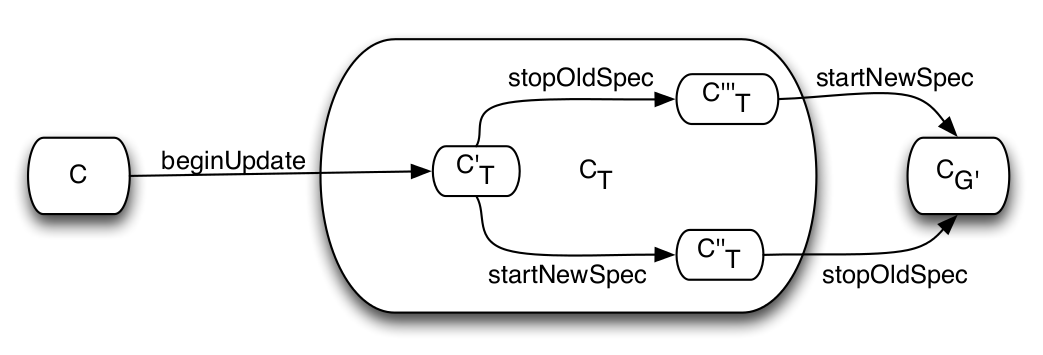 stopOldSpec
C'''T
startNewSpec
beginUpdate
C
C'T
CT
CG'
C''T
startNewSpec
stopOldSpec